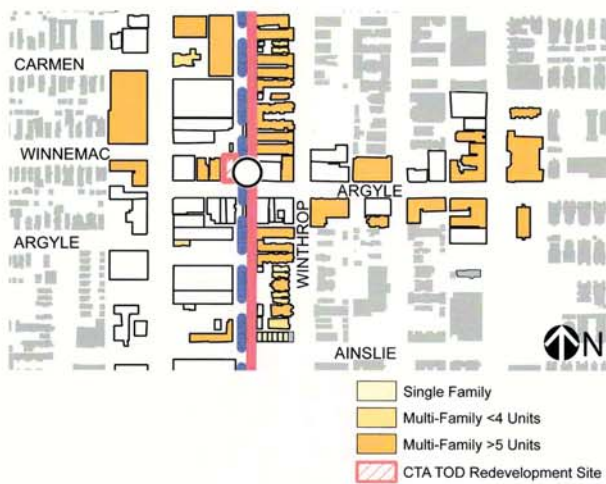 CARMEN
WINNEMAC
ARGYLE
ARGYLE
WINTHROP
AINSLIE
N
Single Family
Multi-Family <4 Units
Multi-Family >5 Units
CTA TOD Redevelopment Site